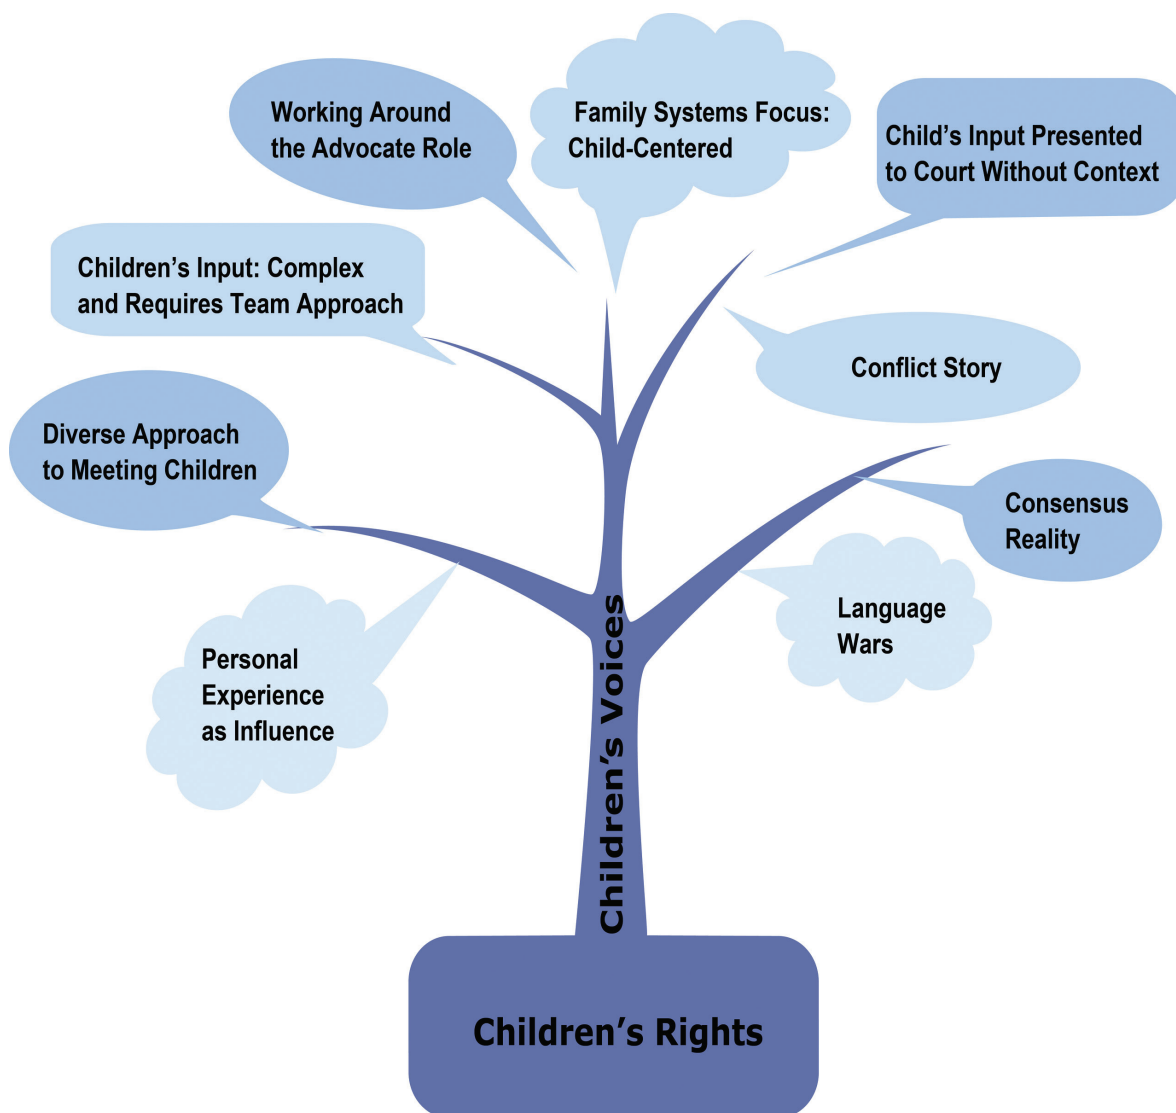 Working Around
the Advocate Role
Family Systems Focus:
Child-Centered
Child’s Input Presented
to Court Without Context
Children’s Input: Complex
and Requires Team Approach
Conflict Story
Diverse Approach
to Meeting Children
Consensus
Reality
Language
Wars
Personal
Experience
as Influence
Children’s Voices
Children’s Rights